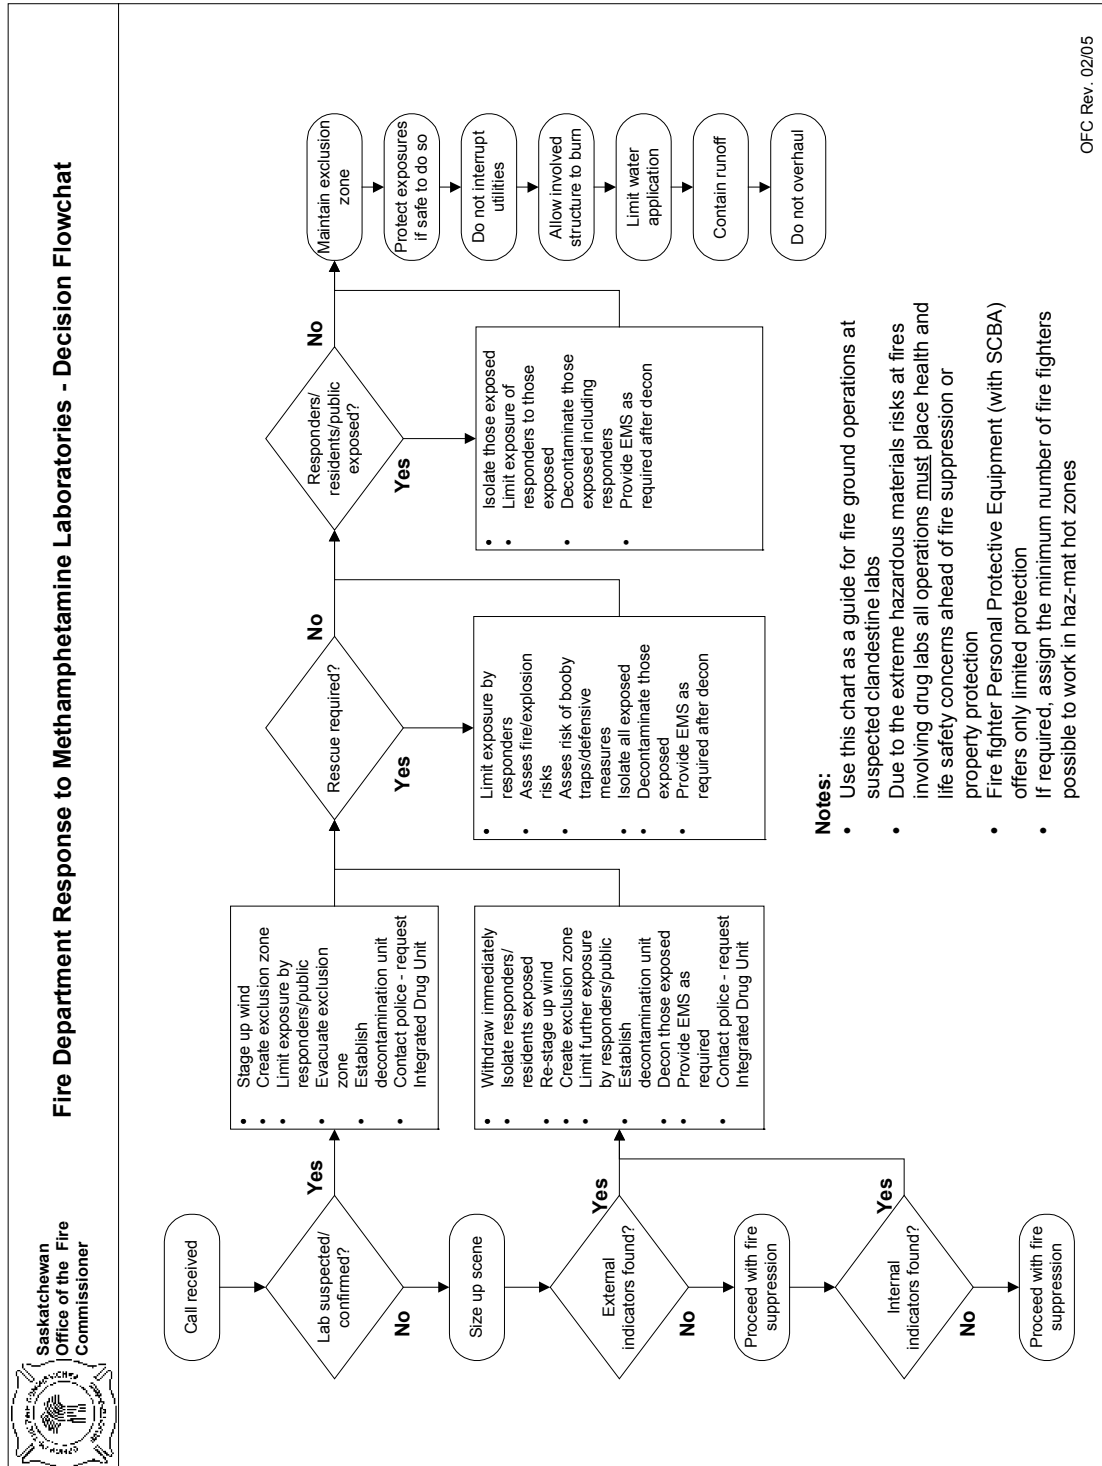 Saskatchewan
Office of the Fire
Commissioner
Fire Department Response to Methamphetamine Laboratories - Decision Flowchat
Call received
Lab suspected/
confirmed?
Yes
No
Size up scene
External
indicators found?
Yes
No
Proceed with fire
suppression
Internal
indicators found?
Yes
No
Proceed with fire
suppression
• Stage up wind
• Create exclusion zone
• Limit exposure by
responders/public
• Evacuate exclusion
zone
• Establish
decontamination unit
• Contact police - request
Integrated Drug Unit
• Withdraw immediately
• Isolate responders/
residents exposed
• Re-stage up wind
• Create exclusion zone
• Limit further exposure
by responders/public
• Establish
decontamination unit
• Decon those exposed
• Provide EMS as
required
• Contact police - request
Integrated Drug Unit
Rescue required?
No
Yes
• Limit exposure by
responders
• Asses fire/explosion
risks
• Asses risk of booby
traps/defensive
measures
• Isolate all exposed
• Decontaminate those
exposed
• Provide EMS as
required after decon
Responders/
residents/public
exposed?
No
Yes
• Isolate those exposed
• Limit exposure of
responders to those
exposed
• Decontaminate those
exposed including
responders
• Provide EMS as
required after decon
Maintain exclusion
zone
Protect exposures
if safe to do so
Do not interrupt
utilities
Allow involved
structure to burn
Limit water
application
Contain runoff
Do not overhaul
Notes:
• Use this chart as a guide for fire ground operations at
suspected clandestine labs
• Due to the extreme hazardous materials risks at fires
involving drug labs all operations must place health and
life safety concerns ahead of fire suppression or
property protection
• Fire fighter Personal Protective Equipment (with SCBA)
offers only limited protection
• If required, assign the minimum number of fire fighters
possible to work in haz-mat hot zones
OFC Rev. 02/05